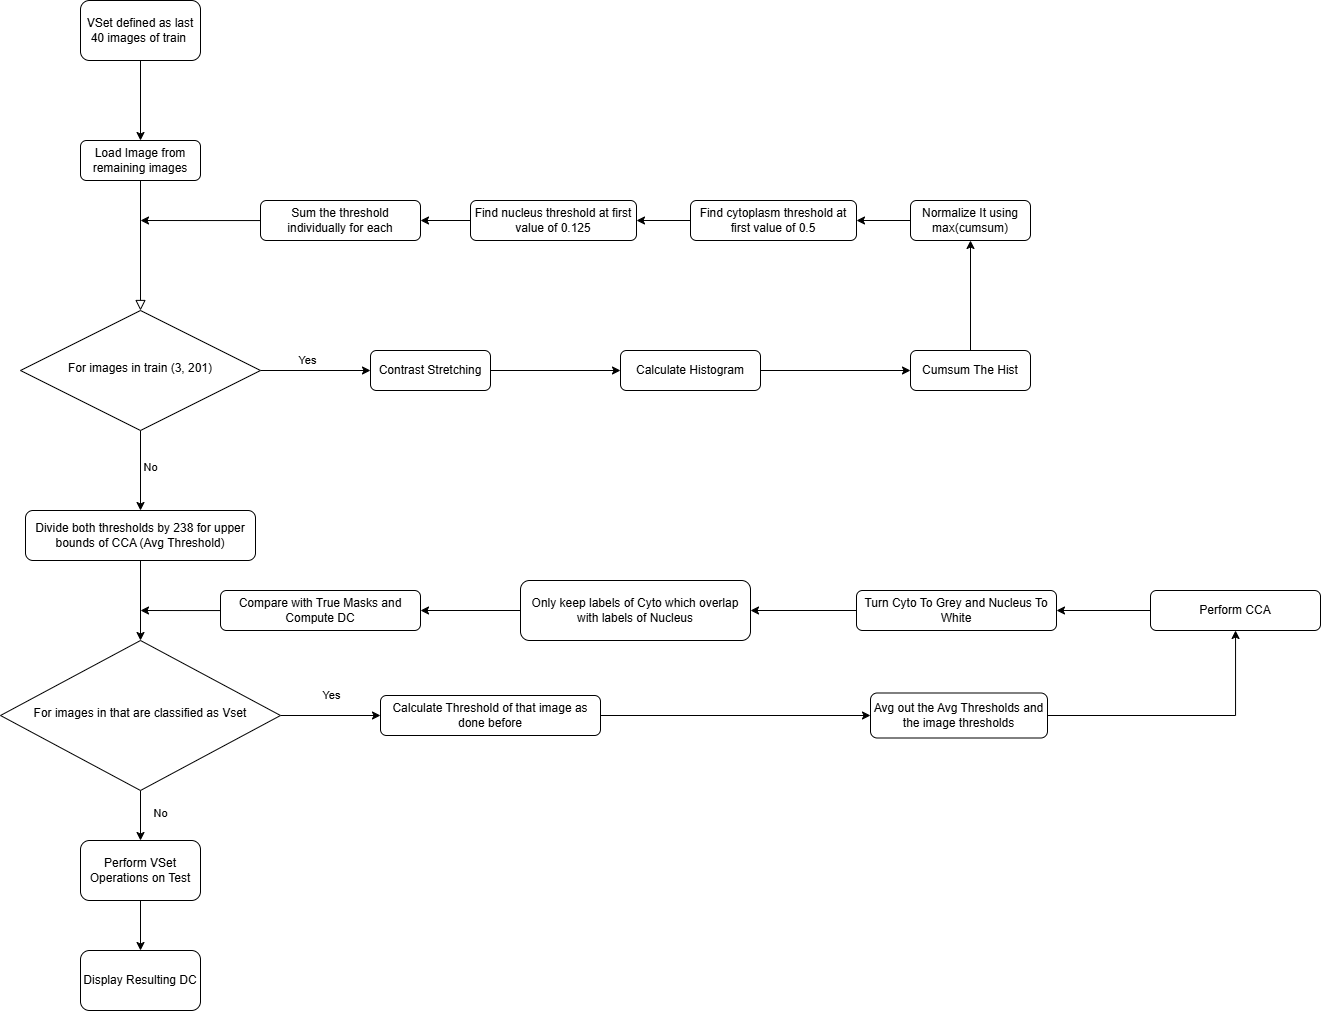 VSet defined as last
40 images of train
Load Image from
remaining images
Sum the threshold
individually for each
Find nucleus threshold at first
value of 0.125
Find cytoplasm threshold at
first value of 0.5
Normalize It using
max(cumsum)
For images in train (3, 201)
Yes
Contrast Stretching
Calculate Histogram
Cumsum The Hist
No
Divide both thresholds by 238 for upper
bounds of CCA (Avg Threshold)
Compare with True Masks and
Compute DC
Only keep labels of Cyto which overlap
with labels of Nucleus
Turn Cyto To Grey and Nucleus To
White
Perform CCA
For images in that are classified as Vset
Yes
Calculate Threshold of that image as
done before
Avg out the Avg Thresholds and
the image thresholds
No
Perform VSet
Operations on Test
Display Resulting DC